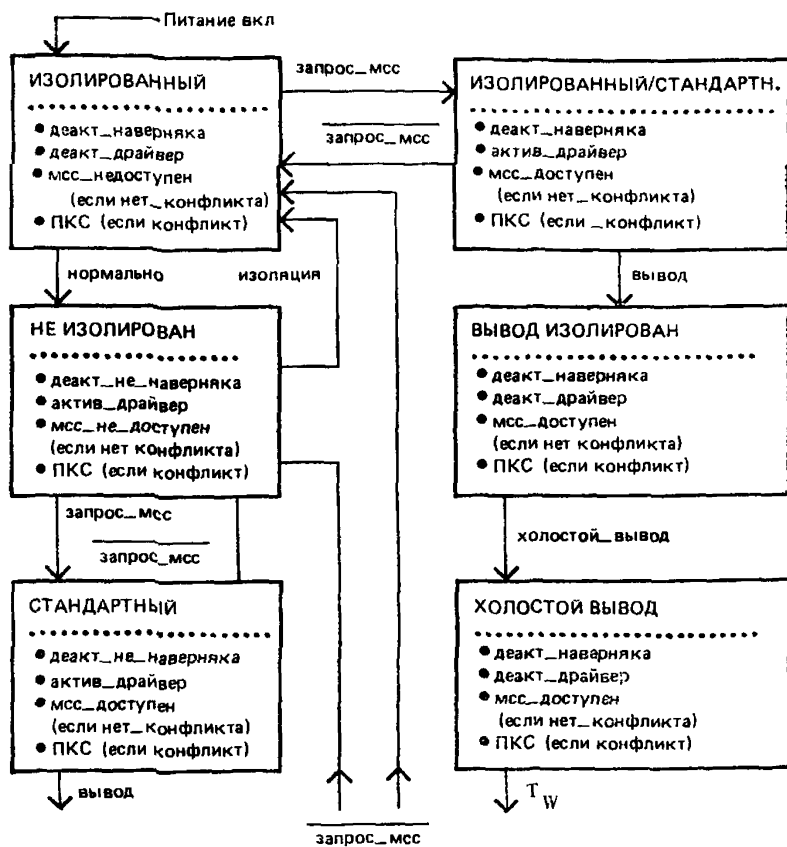 Питание вкл
ИЗОЛИРОВАННЫЙ
● деакт_наверняка
● деакт_драйвер
● мсс_недоступен
(если нет_конфликта)
● ПКС (если конфликт)
запрос_мсс
запрос_мсс
ИЗОЛИРОВАННЫЙ/СТАНДАРТН.
● деакт_наверняка
● актив_драйвер
● мсс_доступен
(если нет_конфликта)
● ПКС (если _конфликт)
нормально
изоляция
вывод
НЕ ИЗОЛИРОВАН
● деакт_не_наверняка
● актив_драйвер
● мсс_не_доступен
(если нет конфликта)
● ПКС (если конфликт)
ВЫВОД ИЗОЛИРОВАН
● деакт_наверняка
● деакт_драйвер
● мсс_доступен
(если нет конфликта)
● ПКС (если конфликт)
запрос_мсс
запрос_мсс
холостой_вывод
СТАНДАРТНЫЙ
● деакт_не_наверняка
● актив_драйвер
● мсс_доступен
(если нет_конфликта)
● ПКС (если конфликт)
ХОЛОСТОЙ ВЫВОД
● деакт_наверняка
● деакт_драйвер
● мсс_доступен
(если нет_конфликта)
● ПКС (если конфликт)
вывод
T W
запрос_мсс